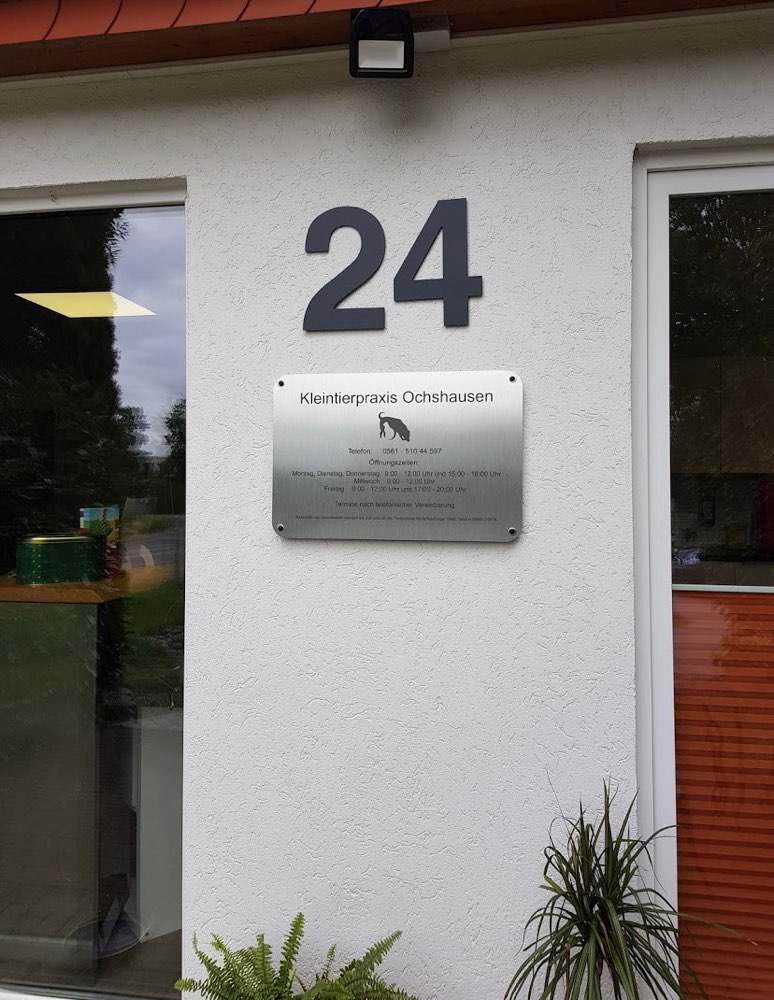 24
Kleintierpraxis Ochshausen
Telefon: 0561 - 510 44 597
Öffnungszeiten:
Montag, Dienstag, Donnerstag 9:00 - 12:00 Uhr und 15:00 - 18:00 Uhr
Mittwoch 9:00 - 12:00 Uhr
Freitag 9:00 - 12:00 Uhr und 17:00 - 20:00 Uhr
Termine nach telefonischer Vereinbarung